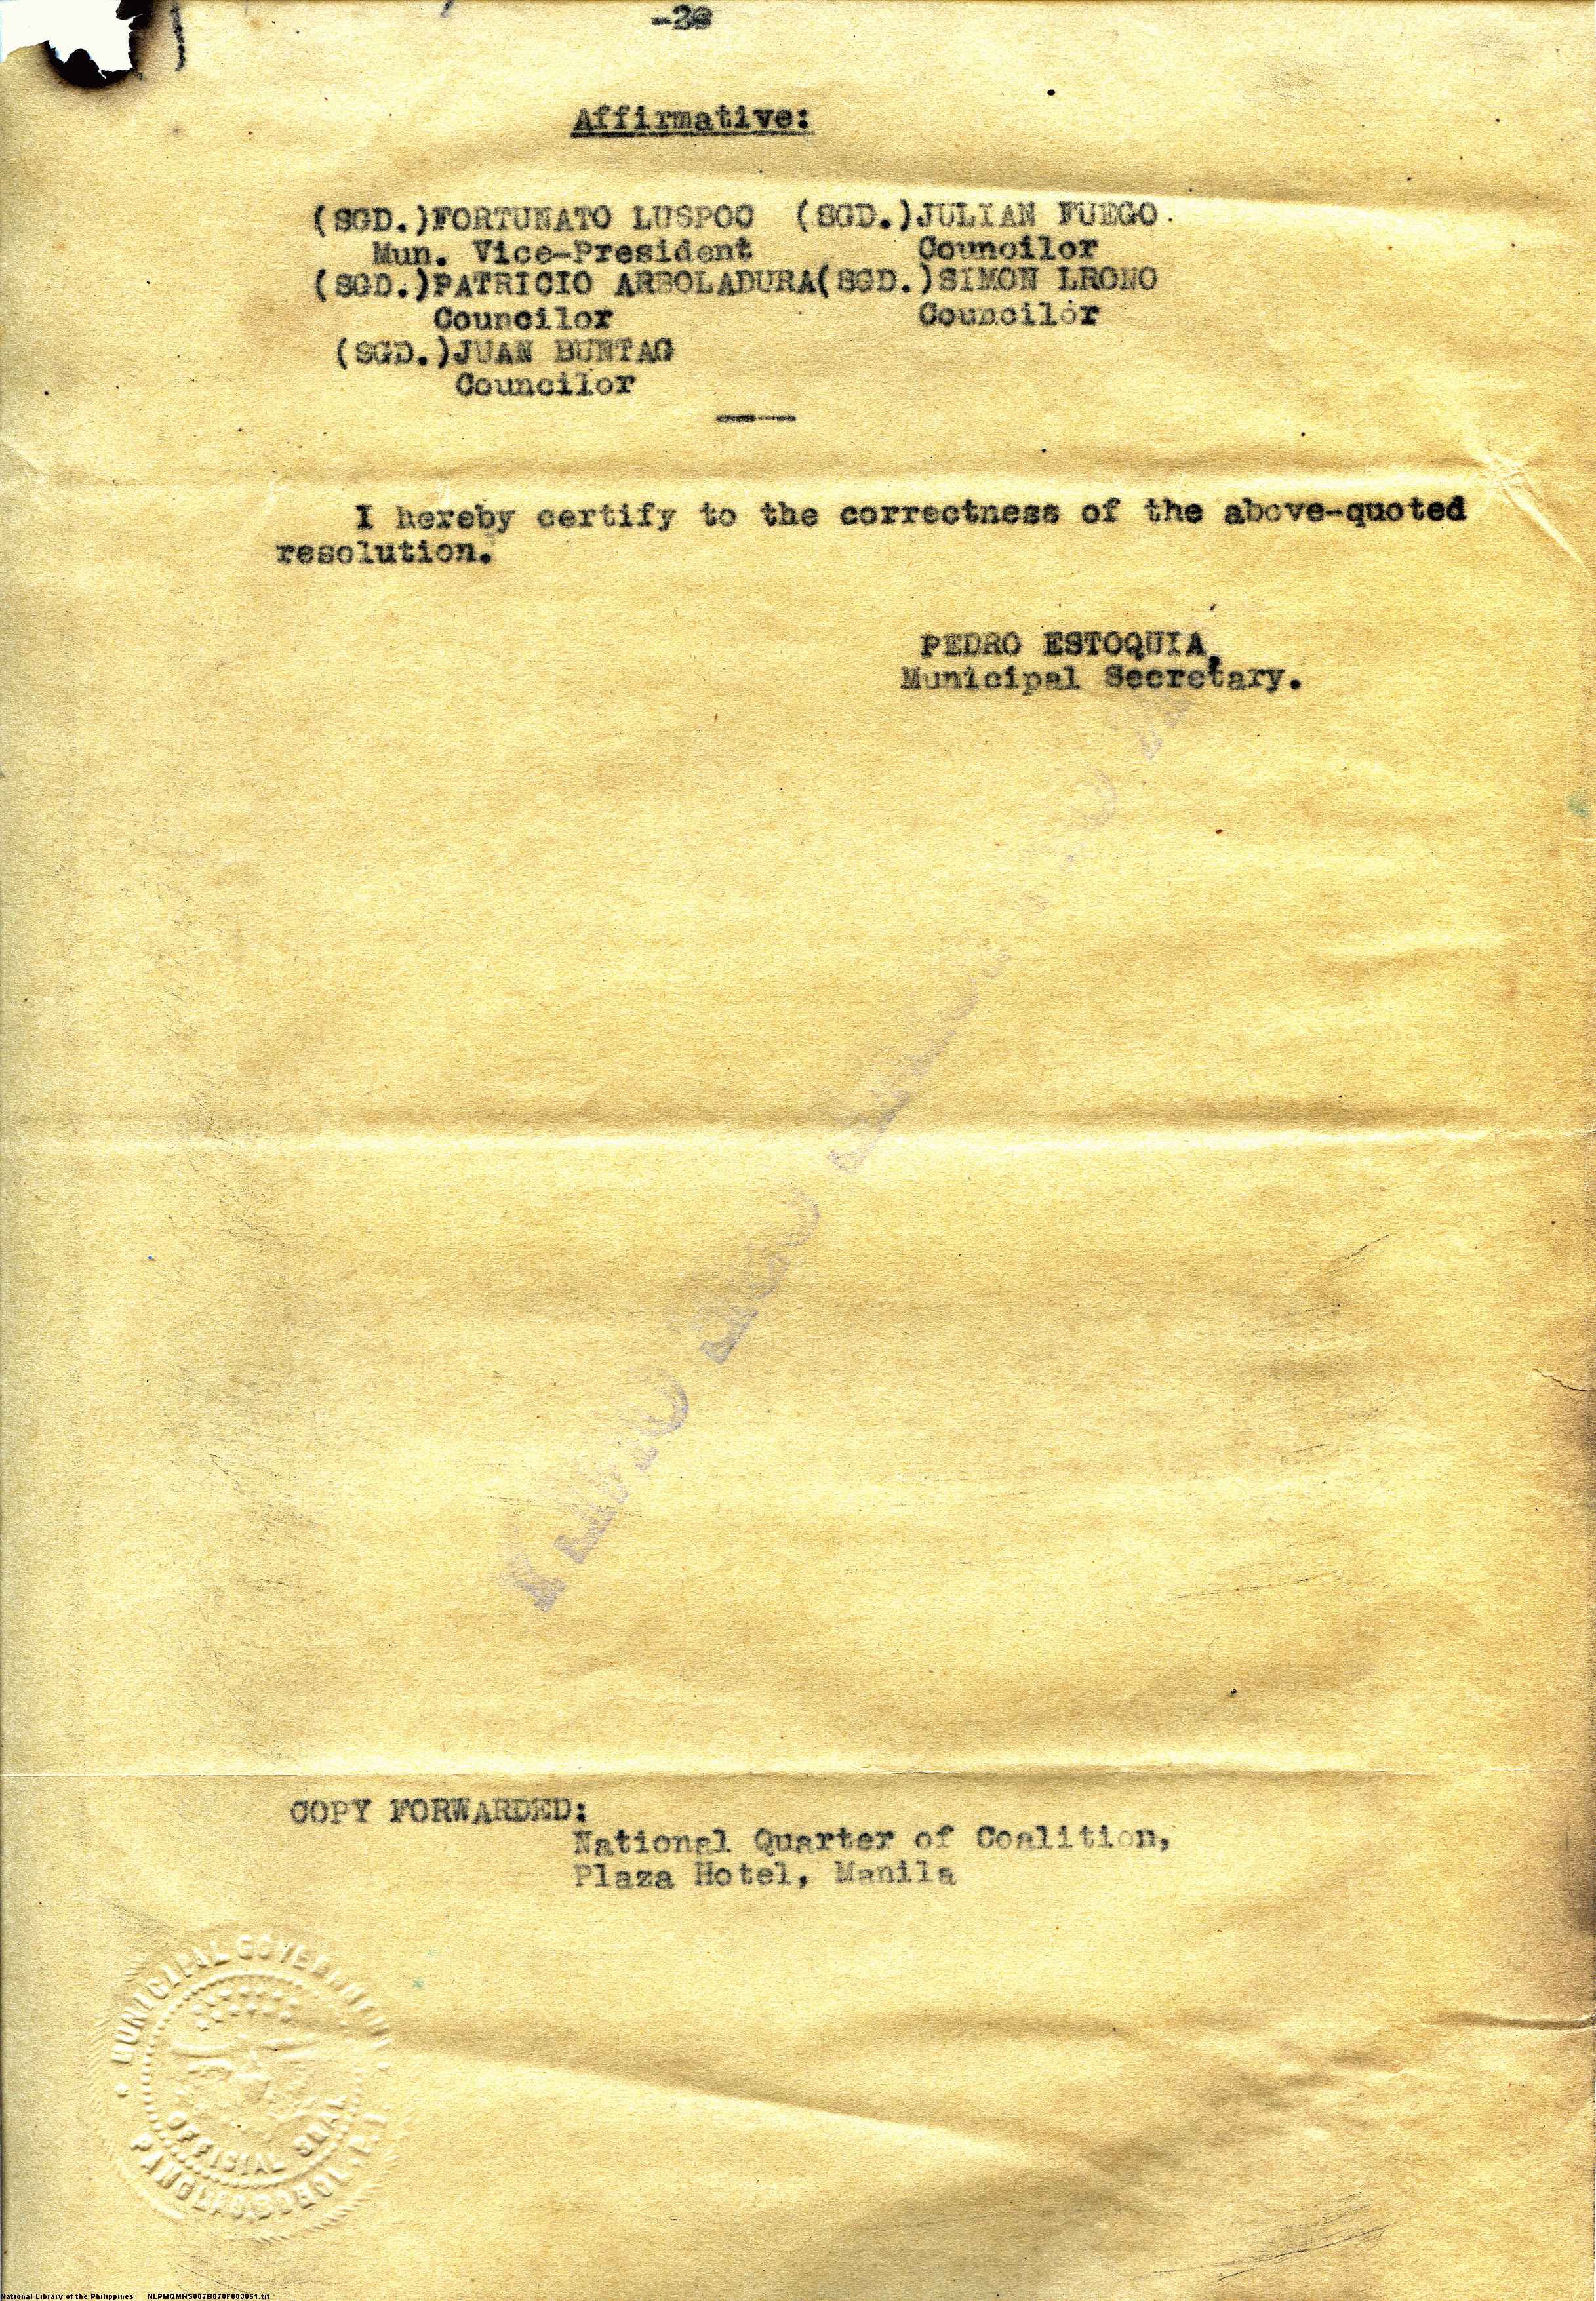 -2-
Affirmative:
(SGD.)FORTUNATO LUSPOC (SGD.)JULIAN FUEGO.
Mun. Vice-President Councilor
(SGD.)PATRICIO ARBOLADURA(SGD.)SIMON LRONO
Councilor Councilor
(SGD.)JUAN BUNTAG
Councilor
I hereby certify to the correctness of the above-quoted
resolution.
PEDRO ESTOQUIA,
Municipal Secretary.
COPY FORWARDED:
National Quarter of Coalition,
Plaza Hotel, Manila
MUNICIPAL GOVERNMENT
OFFICIAL SEAL
PANGLAO, BOHOL, P.I.
National Library of the Philippines NLPMQMNS007B078F003051.tif